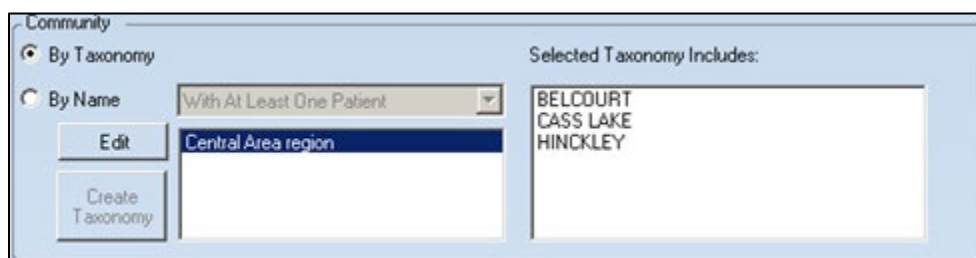 Community
By Taxonomy
Selected Taxonomy Includes:
By Name
With At Least One Patient
BELCOURT
CASS LAKE
HINCKLEY
Edit
Central Area region
Create
Taxonomy